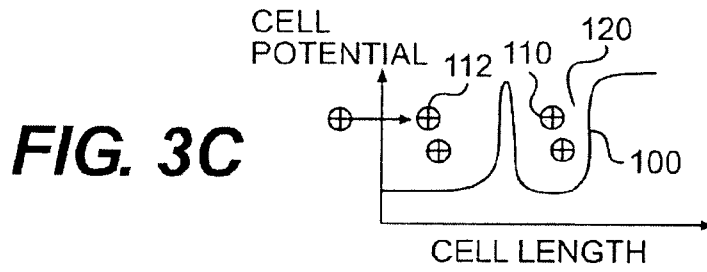 CELL
POTENTIAL
112
110
120
100
FIG. 3C
CELL LENGTH